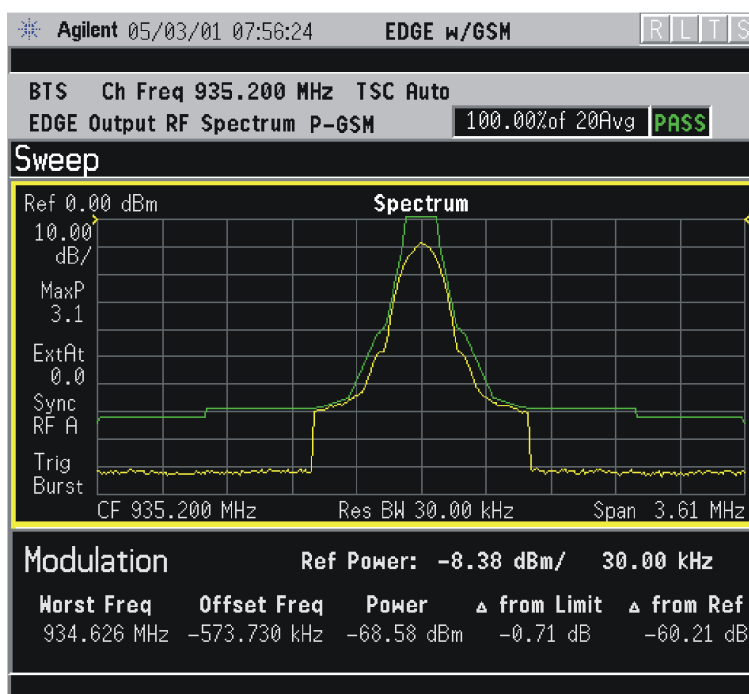 Agilent 05/03/01 07:56:24 EDGE w/GSM R L T S
BTS Ch Freq 935.200 MHz TSC Auto
EDGE Output RF Spectrum P-GSM 100.00%of 20Avg PASS
Sweep
Ref 0.00 dBm Spectrum
10.00
dB/
MaxP
3.1
ExtAt
0.0
Sync
RF A
Trig
Burst
CF 935.200 MHz Res BW 30.00 kHz Span 3.61 MHz
Modulation Ref Power: -8.38 dBm/ 30.00 kHz
Worst Freq Offset Freq Power Δ from Limit Δ from Ref
934.626 MHz -573.730 kHz -68.58 dBm -0.71 dB -60.21 dB